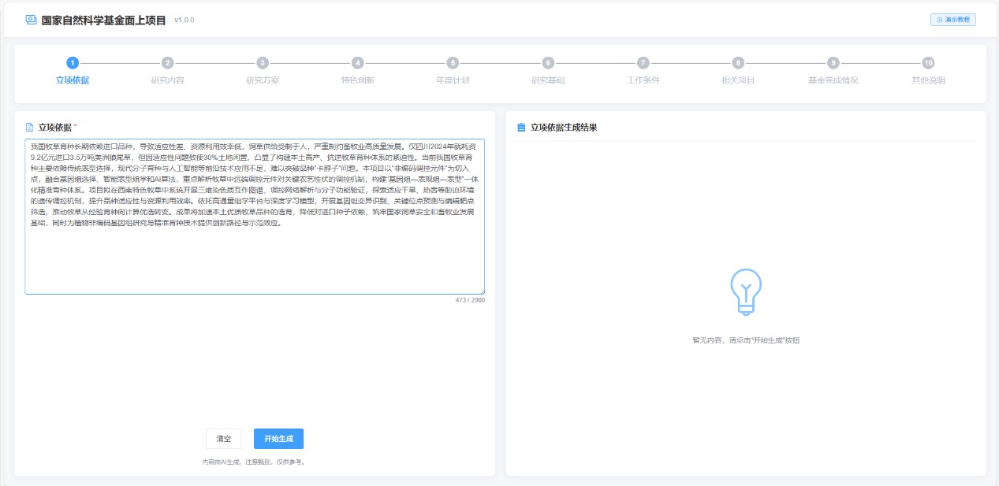 国家自然科学基金面上项目 v1.0.0
演示教程
1 2 3 4 5 6 7 8 9 10
立项依据 研究内容 研究方案 特色创新 年度计划 研究基础 工作条件 相关项目 基金完成情况 其他说明
立项依据 *
我国牧草育种长期依赖进口品种，导致适应性差、资源利用效率低，饲草供给受制于人，严重制约畜牧业高质量发展。仅四川2024年就耗资
9.2亿元进口3.5万吨美洲狼尾草，但因适应性问题致使30%土地闲置，凸显了构建本土高产、抗逆牧草育种体系的紧迫性。当前我国牧草育
种主要依赖传统表型选择，现代分子育种与人工智能等前沿技术应用不足，难以突破品种“卡脖子”问题。本项目以“非编码调控元件”为切入
点，融合基因组选择、智能表型组学和AI算法，重点解析牧草中远端调控元件对关键农艺性状的调控机制，构建“基因组—表观组—表型”一体
化精准育种体系。项目拟在西南特色牧草中系统开展三维染色质互作图谱、调控网络解析与分子功能验证，探索适应干旱、热害等胁迫环境
的遗传调控机制，提升品种适应性与资源利用效率。依托高通量组学平台与深度学习模型，开展基因组变异识别、关键位点预测与编辑靶点
筛选，推动牧草从经验育种向计算优选转变。成果将加速本土优质牧草品种的选育，降低对进口种子依赖，筑牢国家饲草安全和畜牧业发展
基础，同时为植物非编码基因组研究与精准育种技术提供创新路径与示范效应。
473 / 2000
清空 开始生成
内容由AI生成，注意甄别，仅供参考。
立项依据生成结果
暂无内容，请点击“开始生成”按钮